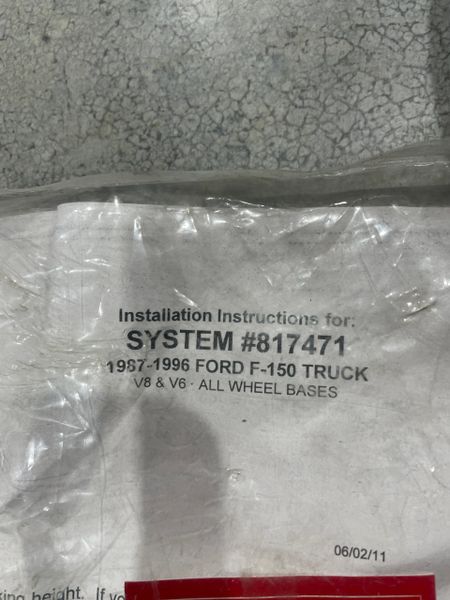 Installation Instructions for:
SYSTEM #817471
1987-1996 FORD F-150 TRUCK
V8 & V6 · ALL WHEEL BASES
06/02/11
height. If